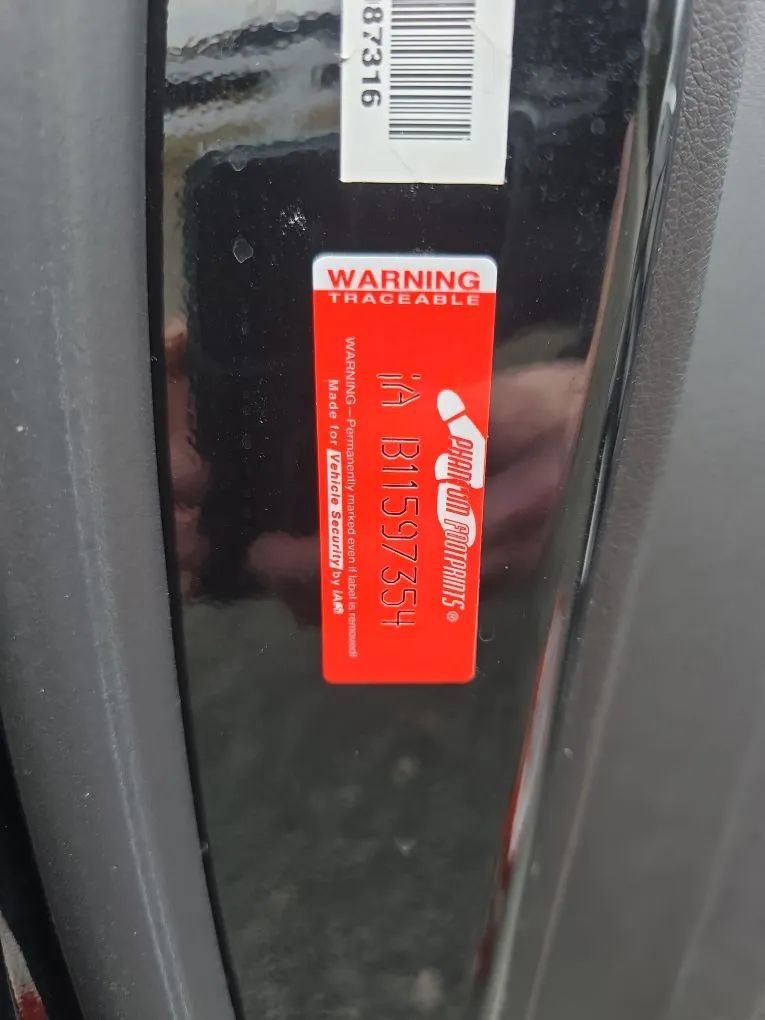 87316
WARNING
TRACEABLE
PHANTOM FOOTPRINTS®
iA B11597354
WARNING – Permanently marked even if label is removed!
Made for Vehicle Security by